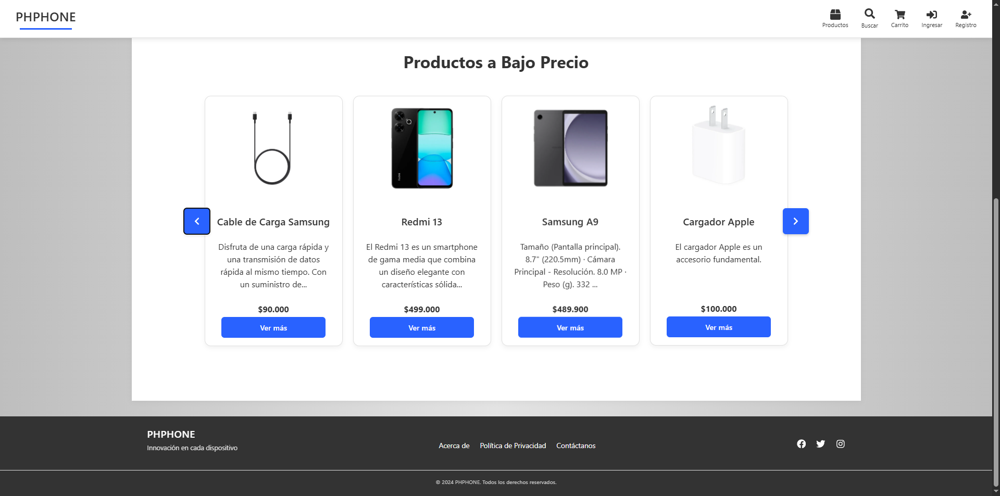 PHPHONE
Productos
Buscar
Carrito
Ingresar
Registro
Productos a Bajo Precio
Cable de Carga Samsung
Disfruta de una carga rápida y
una transmisión de datos
rápida al mismo tiempo. Con
un suministro de...
$90.000
Ver más
Redmi 13
El Redmi 13 es un smartphone
de gama media que combina
un diseño elegante con
características sólida...
$499.000
Ver más
Samsung A9
Tamaño (Pantalla principal).
8.7" (220.5mm) · Cámara
Principal - Resolución. 8.0 MP ·
Peso (g). 332 ...
$489.900
Ver más
Cargador Apple
El cargador Apple es un
accesorio fundamental.
$100.000
Ver más
PHPHONE
Innovación en cada dispositivo
Acerca de
Política de Privacidad
Contáctanos
© 2024 PHPHONE. Todos los derechos reservados.